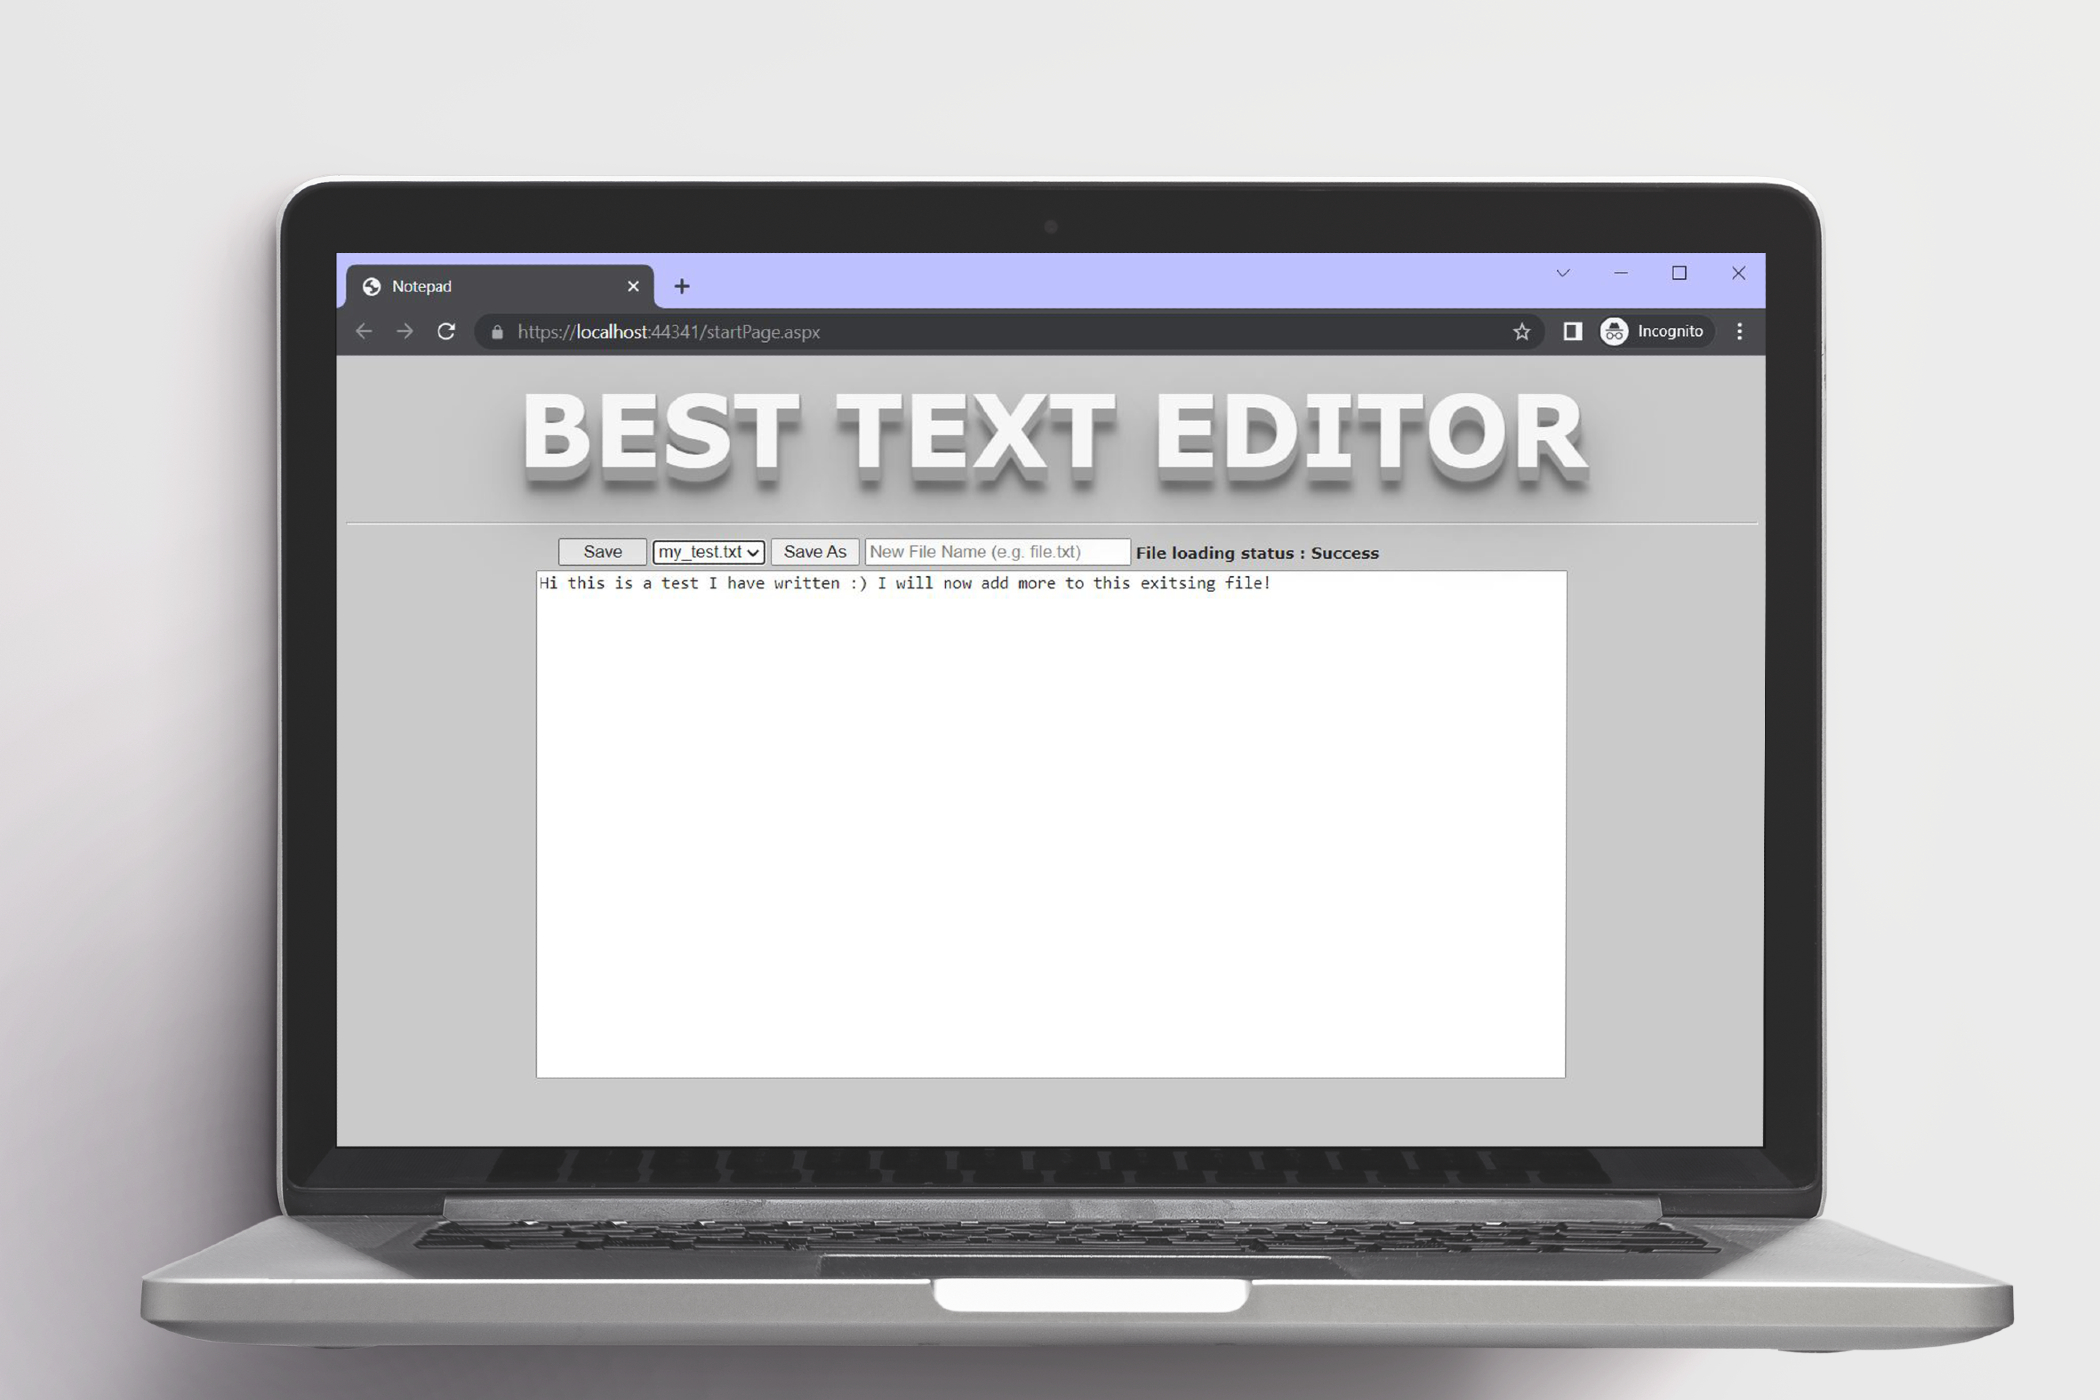 Notepad
https://localhost:44341/startPage.aspx
Incognito
BEST TEXT EDITOR
Save my_test.txt Save As New File Name (e.g. file.txt) File loading status : Success
Hi this is a test I have written :) I will now add more to this exitsing file!